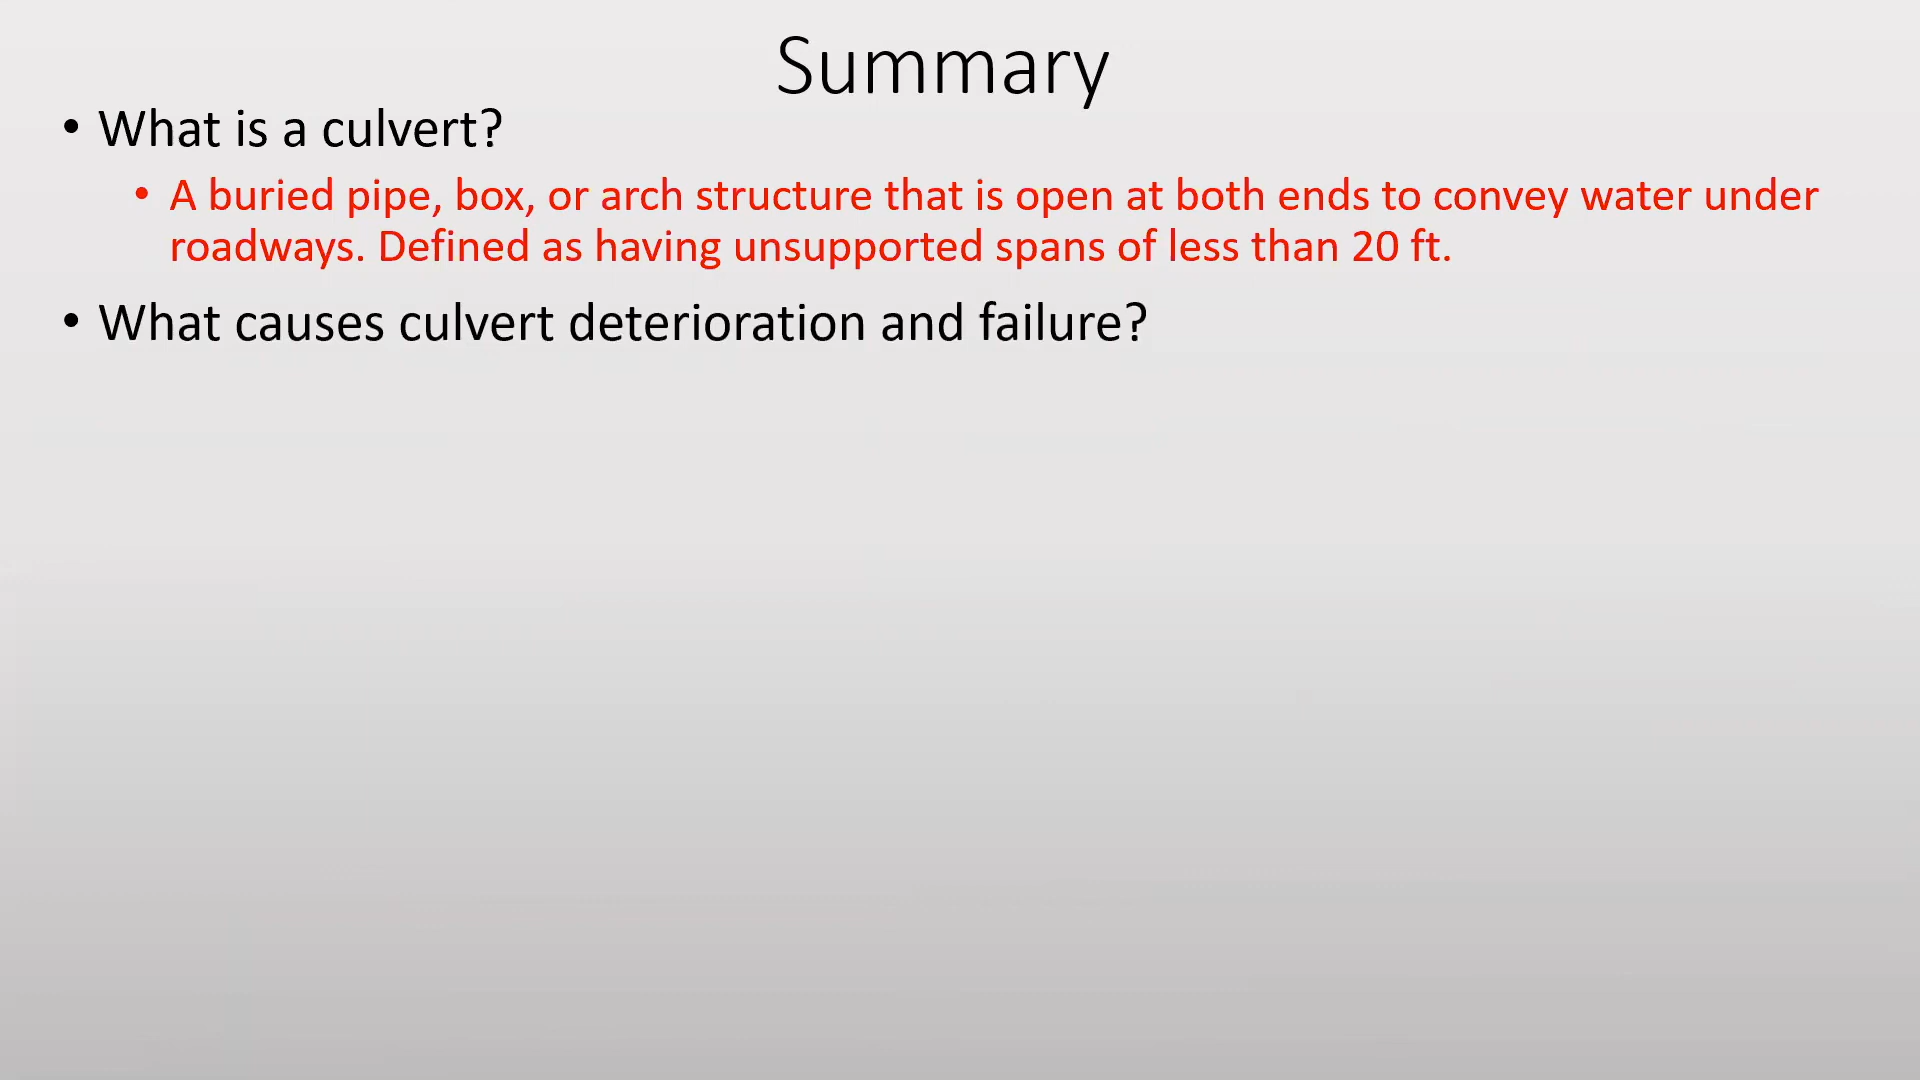 Summary
• What is a culvert?
• A buried pipe, box, or arch structure that is open at both ends to convey water under
roadways. Defined as having unsupported spans of less than 20 ft.
• What causes culvert deterioration and failure?